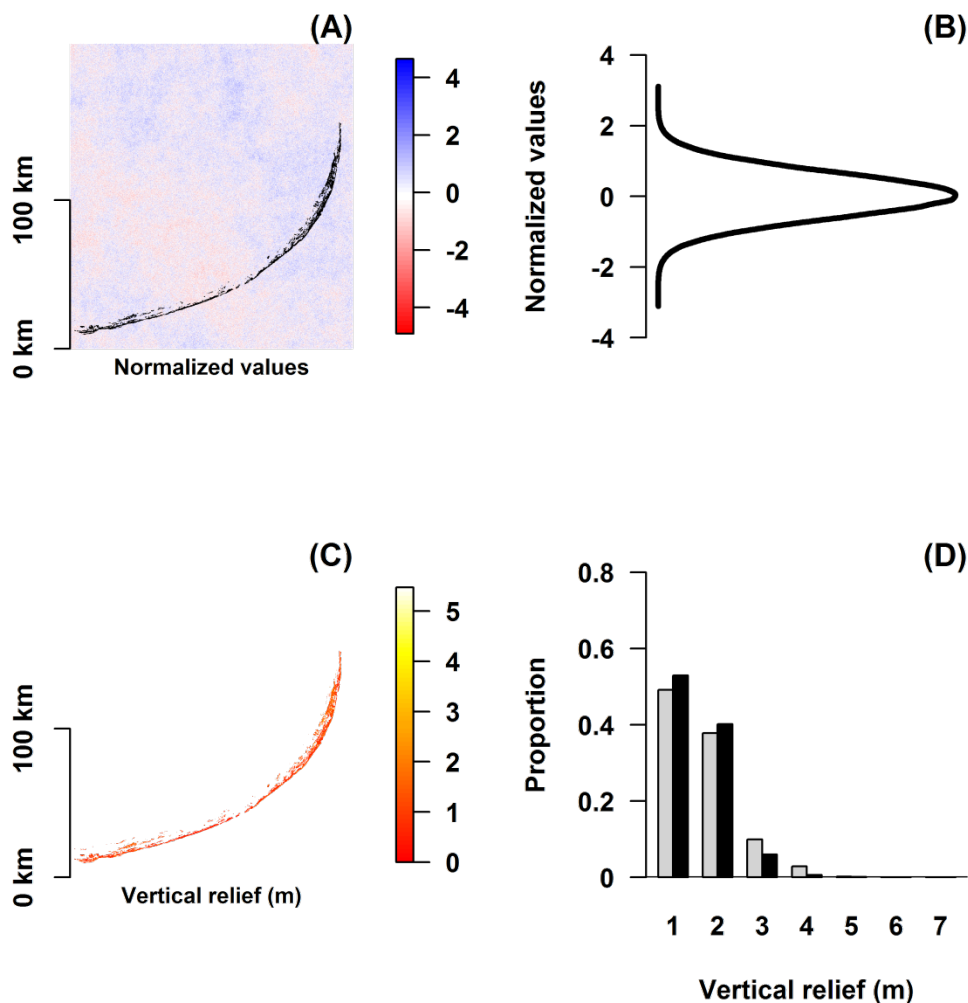 (A)
100 km
0 km
4
2
0
-2
-4
Normalized values
(B)
Normalized values
4
2
0
-2
-4
(C)
100 km
0 km
5
4
3
2
1
0
Vertical relief (m)
(D)
Proportion
0.8
0.6
0.4
0.2
0
1 2 3 4 5 6 7
Vertical relief (m)